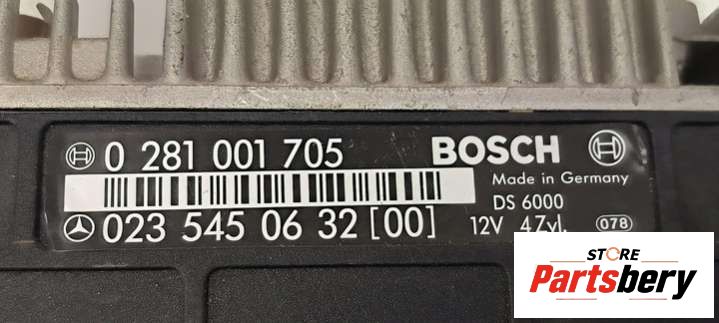 0 281 001 705 BOSCH
Made in Germany
DS 6000
023 545 06 32 [00] 12V 4Zyl. 078
STORE
Partsbery